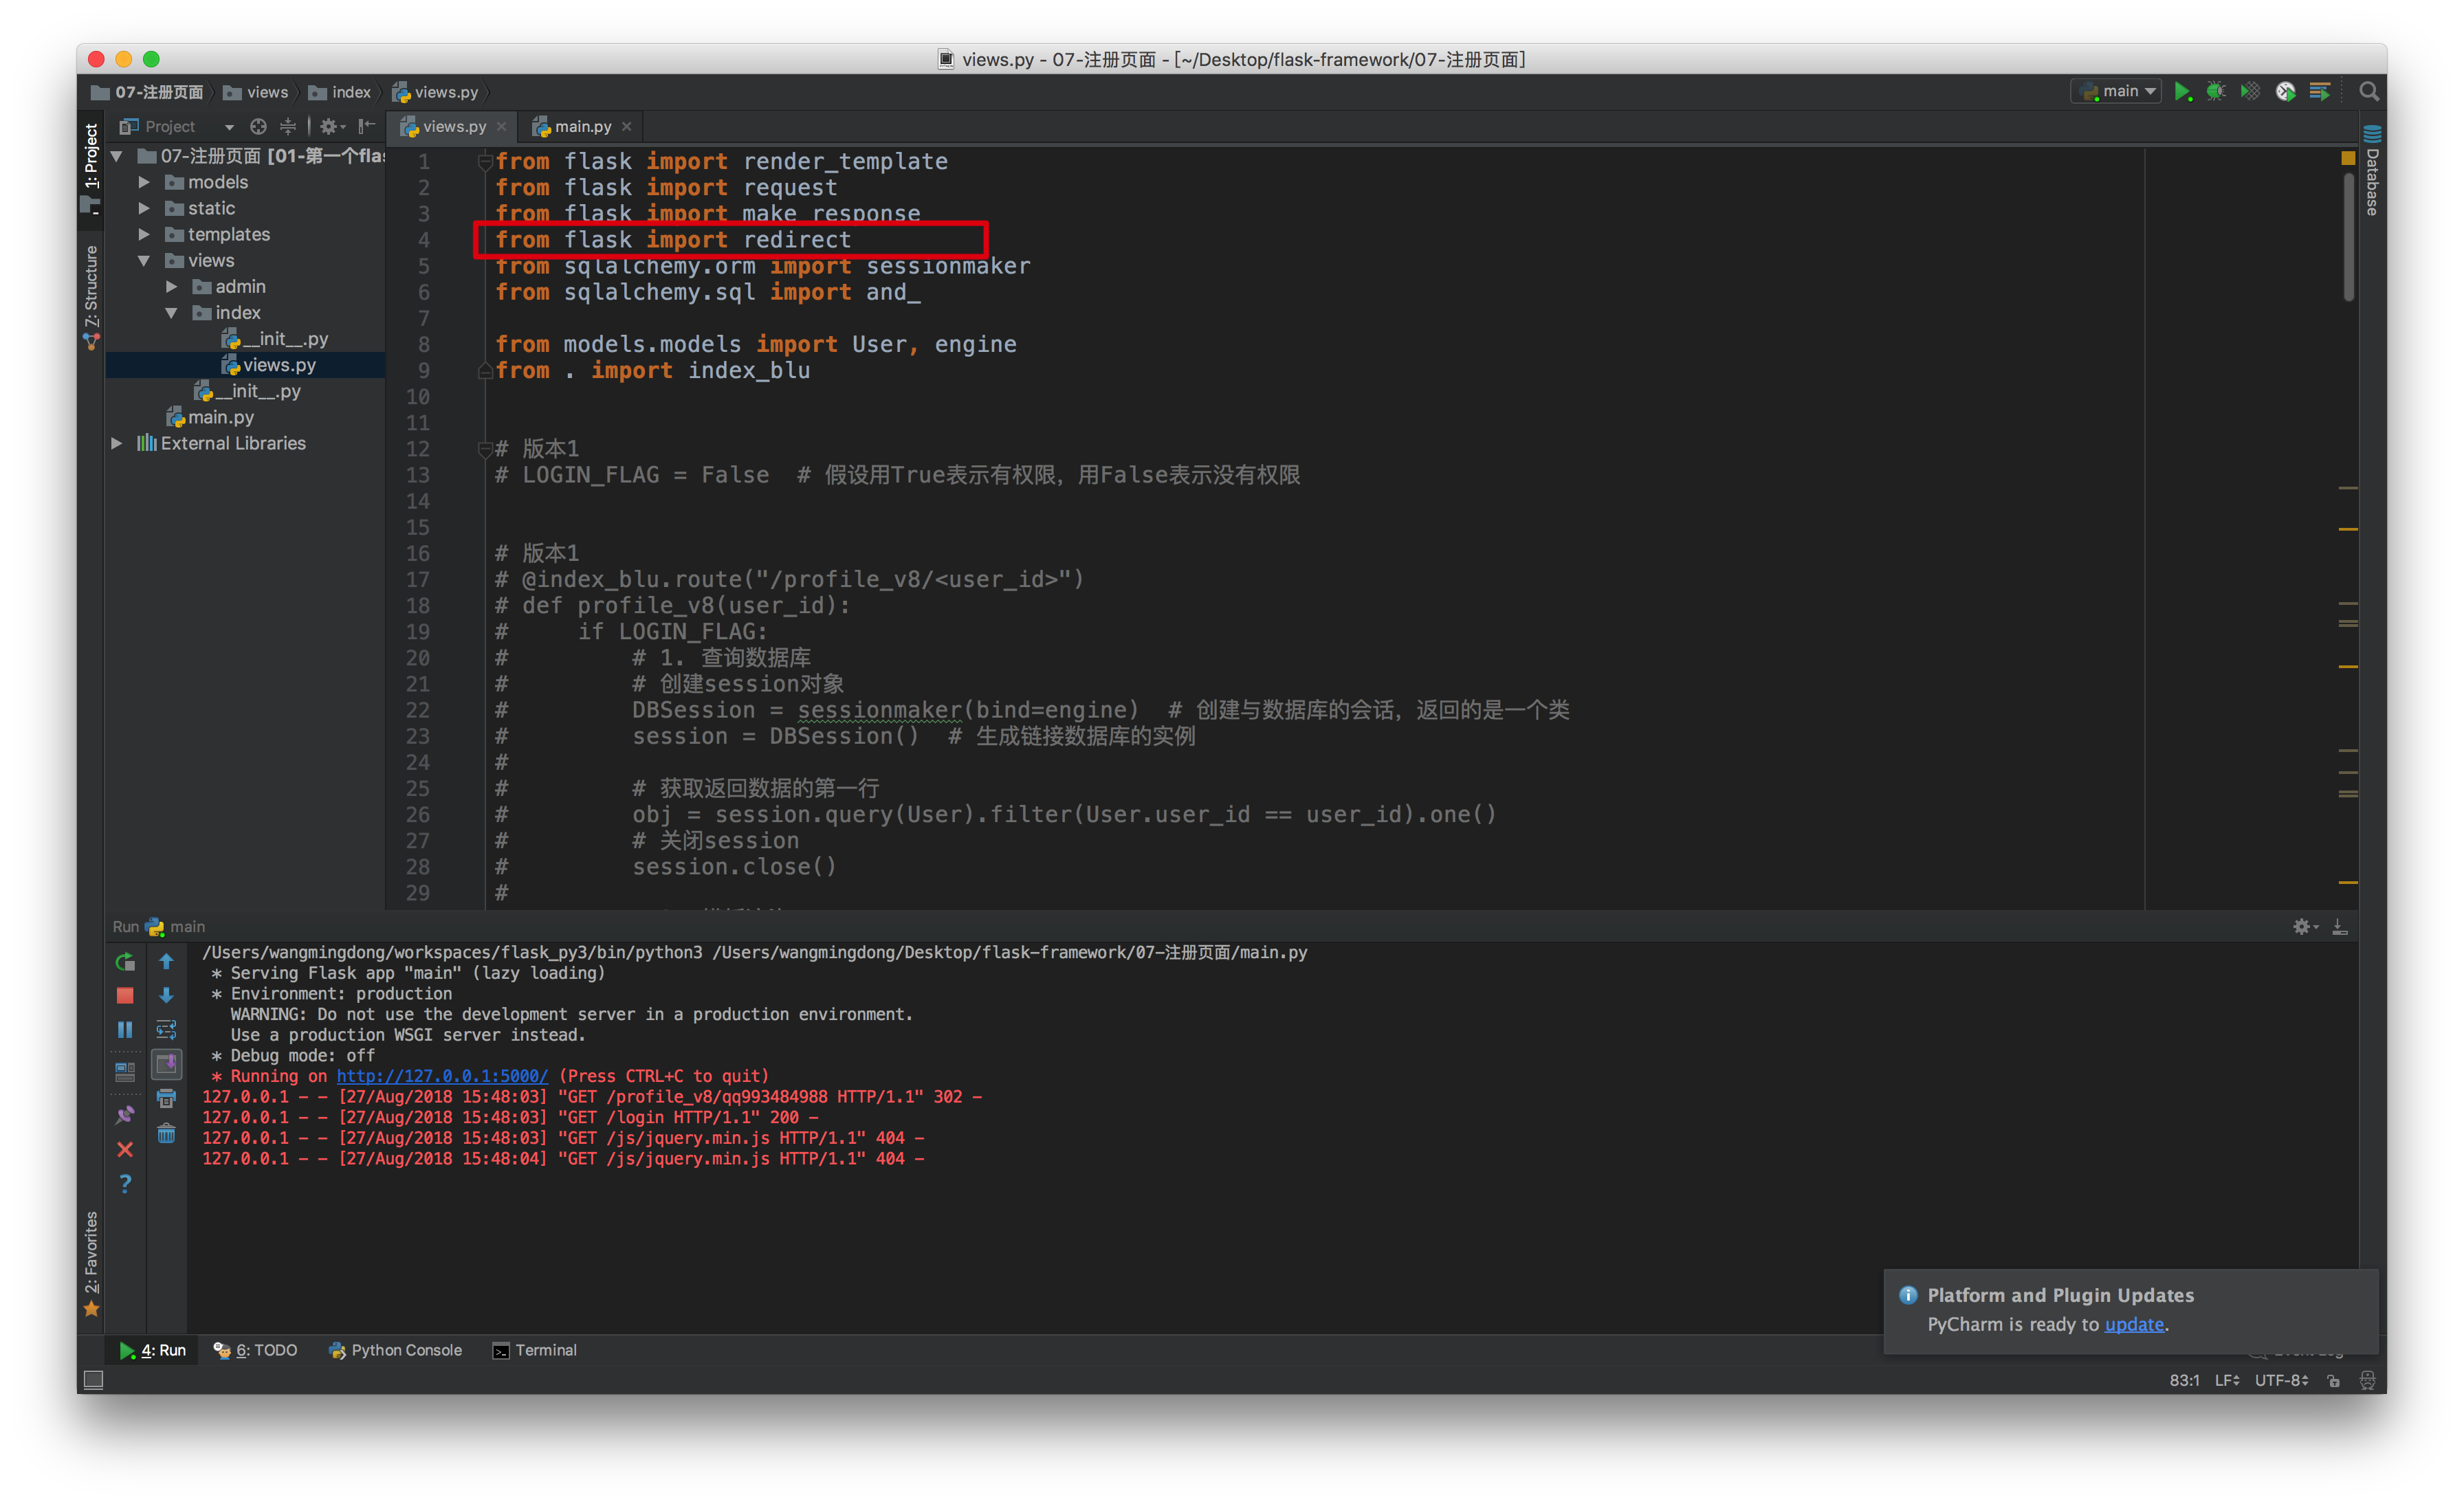 views.py - 07-注册页面 - [~/Desktop/flask-framework/07-注册页面]
07-注册页面 views index views.py
main
1: Project
Z: Structure
2: Favorites
Database
Project
07-注册页面 [01-第一个flas
models
static
templates
views
admin
index
__init__.py
views.py
__init__.py
main.py
External Libraries
views.py main.py
1 from flask import render_template
2 from flask import request
3 from flask import make_response
4 from flask import redirect
5 from sqlalchemy.orm import sessionmaker
6 from sqlalchemy.sql import and_
7
8 from models.models import User, engine
9 from . import index_blu
10
11
12 # 版本1
13 # LOGIN_FLAG = False  # 假设用True表示有权限，用False表示没有权限
14
15
16 # 版本1
17 # @index_blu.route("/profile_v8/<user_id>")
18 # def profile_v8(user_id):
19 #     if LOGIN_FLAG:
20 #         # 1. 查询数据库
21 #         # 创建session对象
22 #         DBSession = sessionmaker(bind=engine)  # 创建与数据库的会话，返回的是一个类
23 #         session = DBSession()  # 生成链接数据库的实例
24 #
25 #         # 获取返回数据的第一行
26 #         obj = session.query(User).filter(User.user_id == user_id).one()
27 #         # 关闭session
28 #         session.close()
29 #
Run main
/Users/wangmingdong/workspaces/flask_py3/bin/python3 /Users/wangmingdong/Desktop/flask-framework/07-注册页面/main.py
* Serving Flask app "main" (lazy loading)
* Environment: production
WARNING: Do not use the development server in a production environment.
Use a production WSGI server instead.
* Debug mode: off
* Running on http://127.0.0.1:5000/ (Press CTRL+C to quit)
127.0.0.1 - - [27/Aug/2018 15:48:03] "GET /profile_v8/qq993484988 HTTP/1.1" 302 -
127.0.0.1 - - [27/Aug/2018 15:48:03] "GET /login HTTP/1.1" 200 -
127.0.0.1 - - [27/Aug/2018 15:48:03] "GET /js/jquery.min.js HTTP/1.1" 404 -
127.0.0.1 - - [27/Aug/2018 15:48:04] "GET /js/jquery.min.js HTTP/1.1" 404 -
Platform and Plugin Updates
PyCharm is ready to update.
4: Run 6: TODO Python Console Terminal
83:1 LF UTF-8